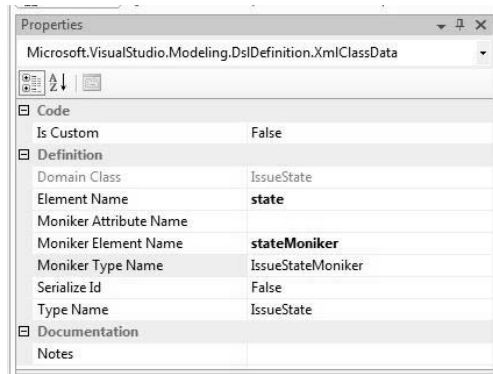 Properties
Microsoft.VisualStudio.Modeling.DslDefinition.XmlClassData
Code
Is Custom False
Definition
Domain Class IssueState
Element Name state
Moniker Attribute Name
Moniker Element Name stateMoniker
Moniker Type Name IssueStateMoniker
Serialize Id False
Type Name IssueState
Documentation
Notes